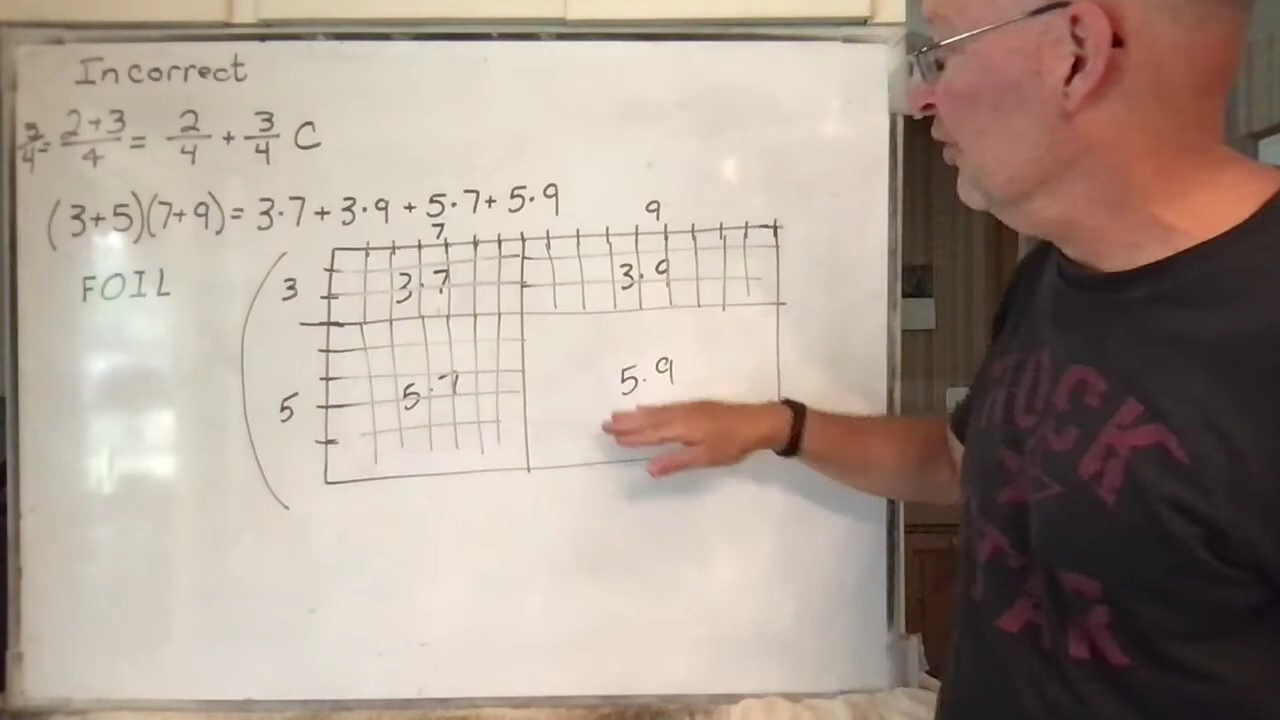 Incorrect
5/4 = (2+3)/4 = 2/4 + 3/4 C
(3+5)(7+9) = 3·7 + 3·9 + 5·7 + 5·9
7 9
FOIL
3 3·7 3·9
5 5·7 5·9
ROCK
STAR